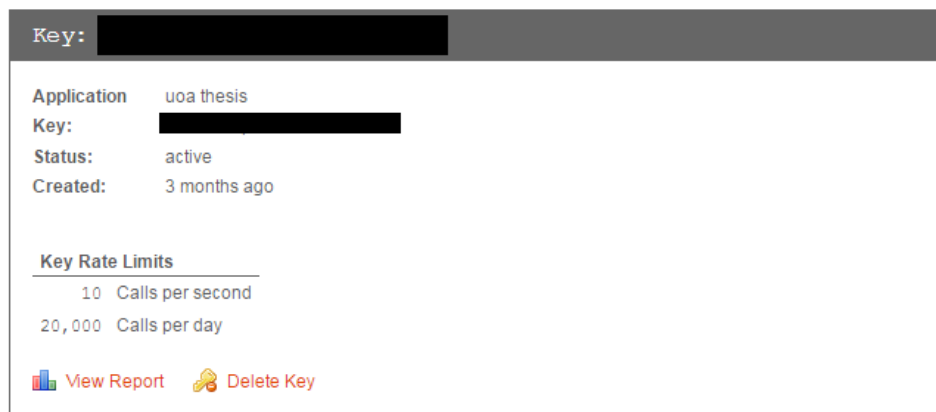 Key:
Application uoa thesis
Key:
Status: active
Created: 3 months ago
Key Rate Limits
10 Calls per second
20,000 Calls per day
View Report Delete Key